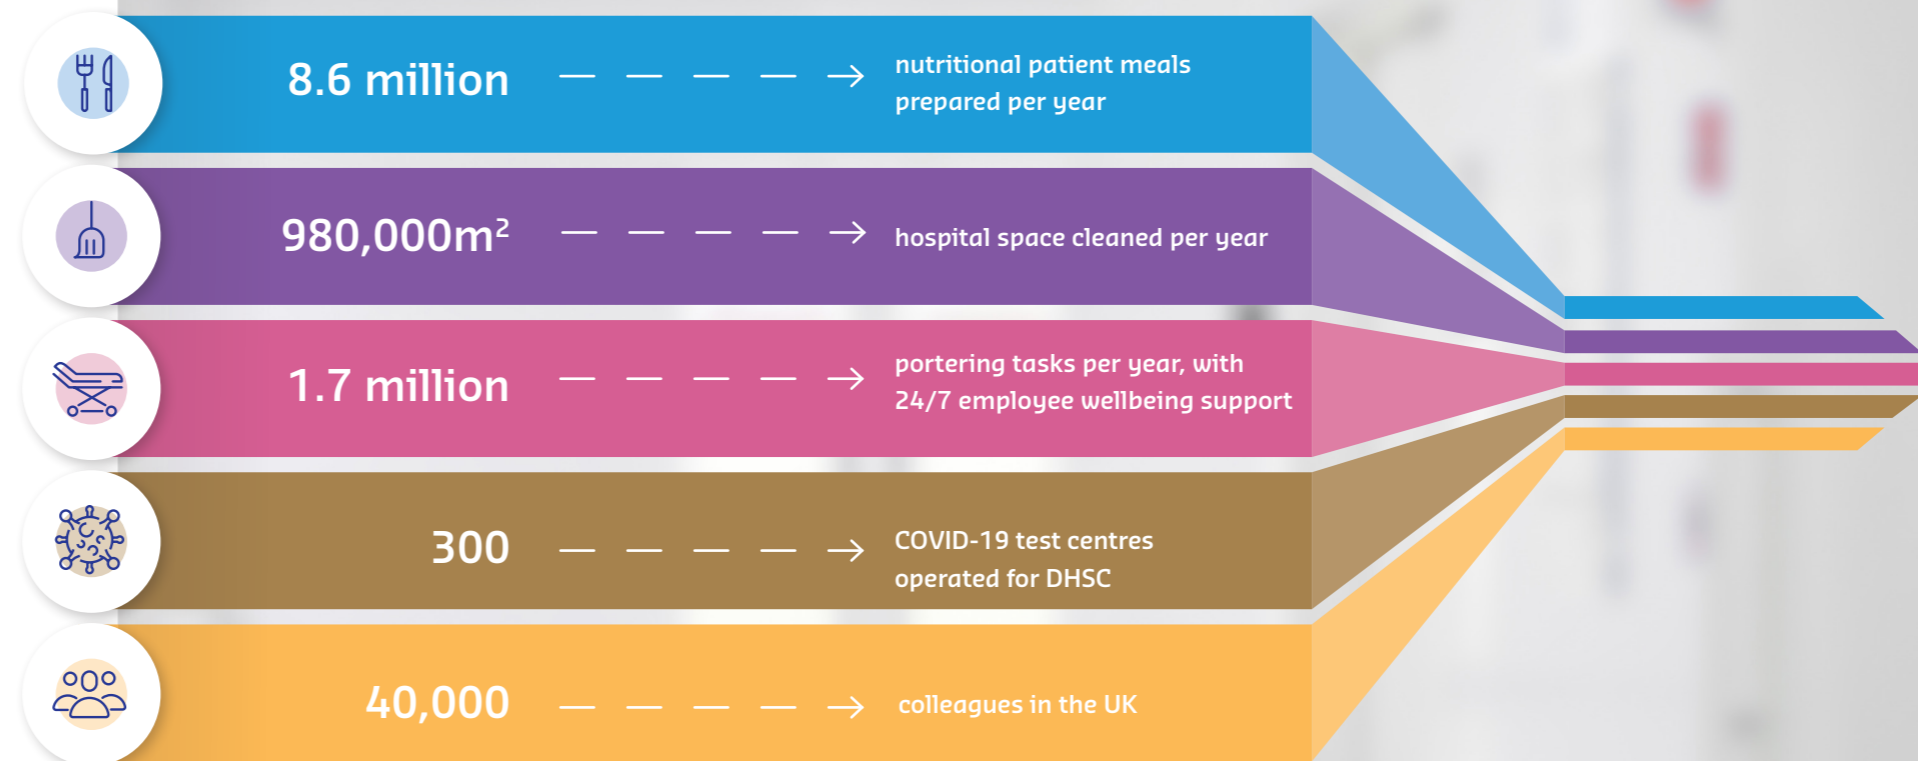 8.6 million
nutritional patient meals
prepared per year
980,000m²
hospital space cleaned per year
1.7 million
portering tasks per year, with
24/7 employee wellbeing support
300
COVID-19 test centres
operated for DHSC
40,000
colleagues in the UK